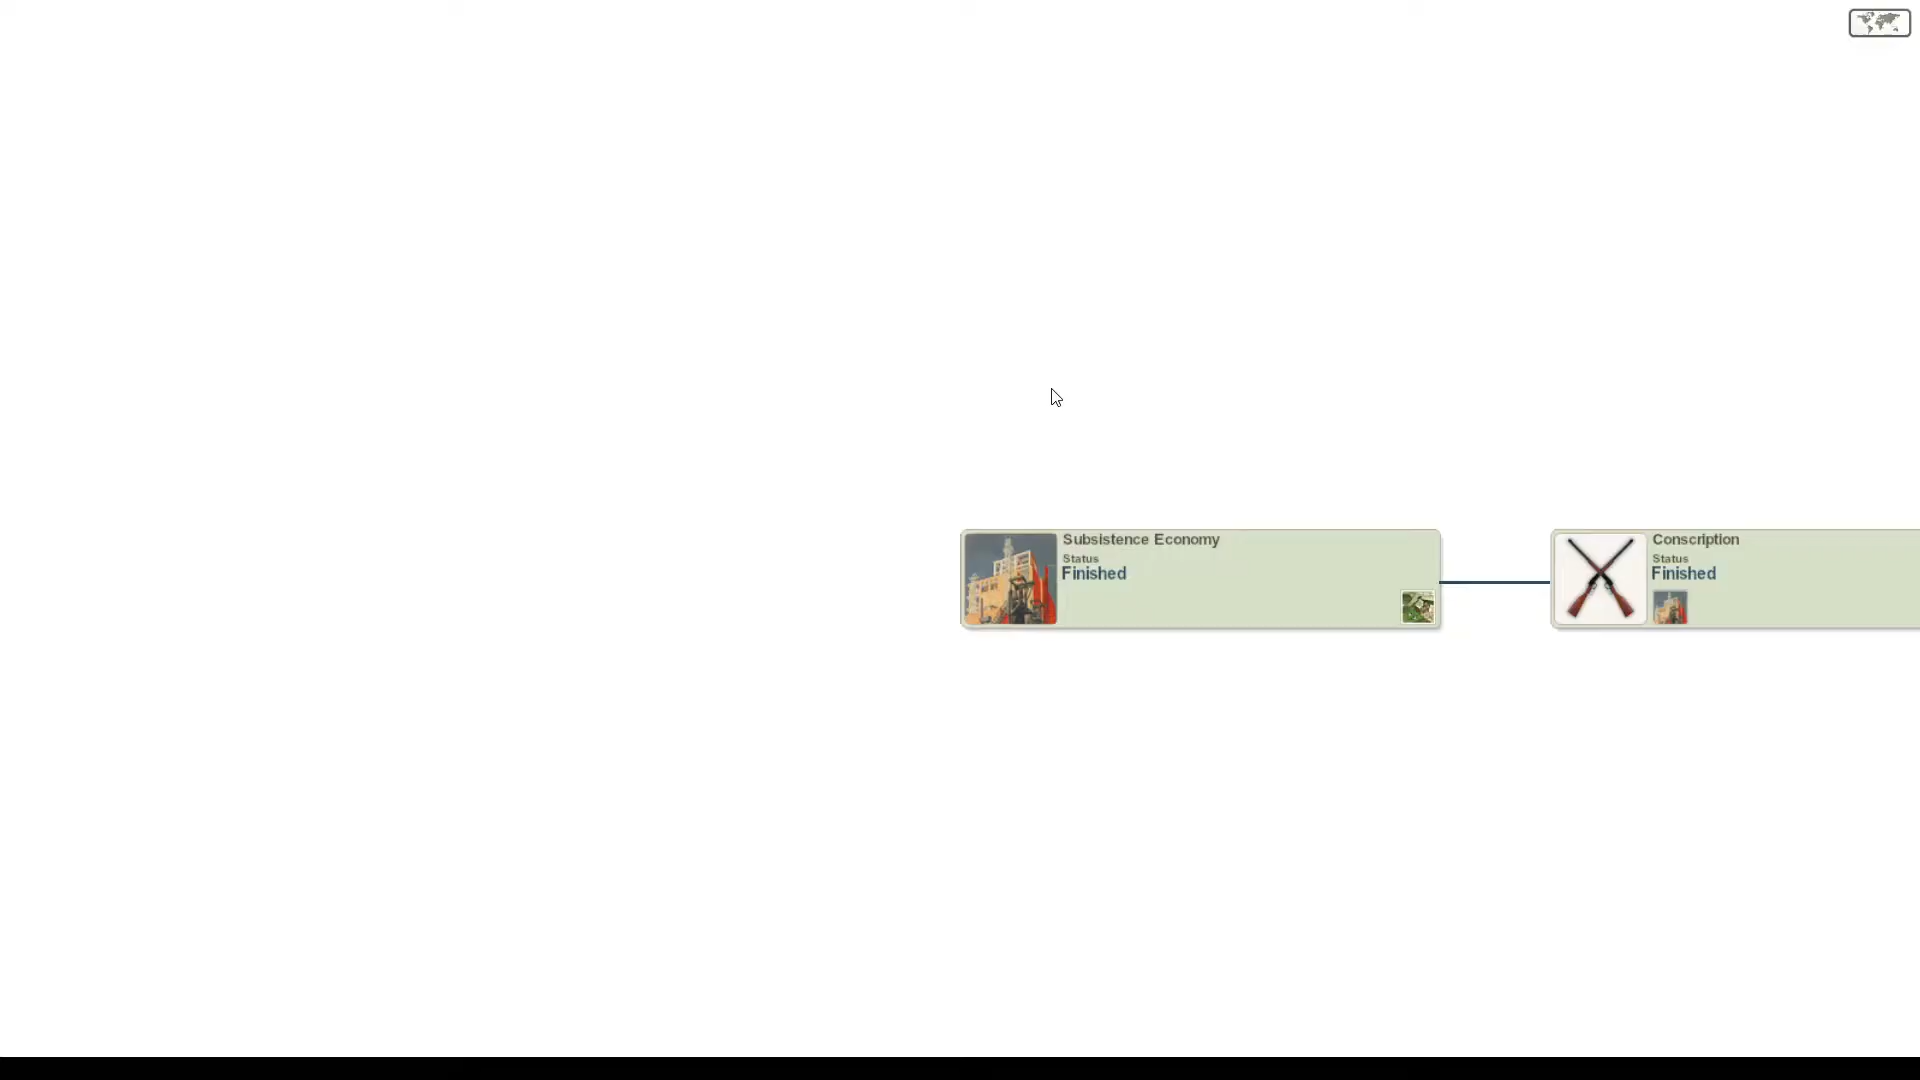 Subsistence Economy
Status
Finished
Conscription
Status
Finished